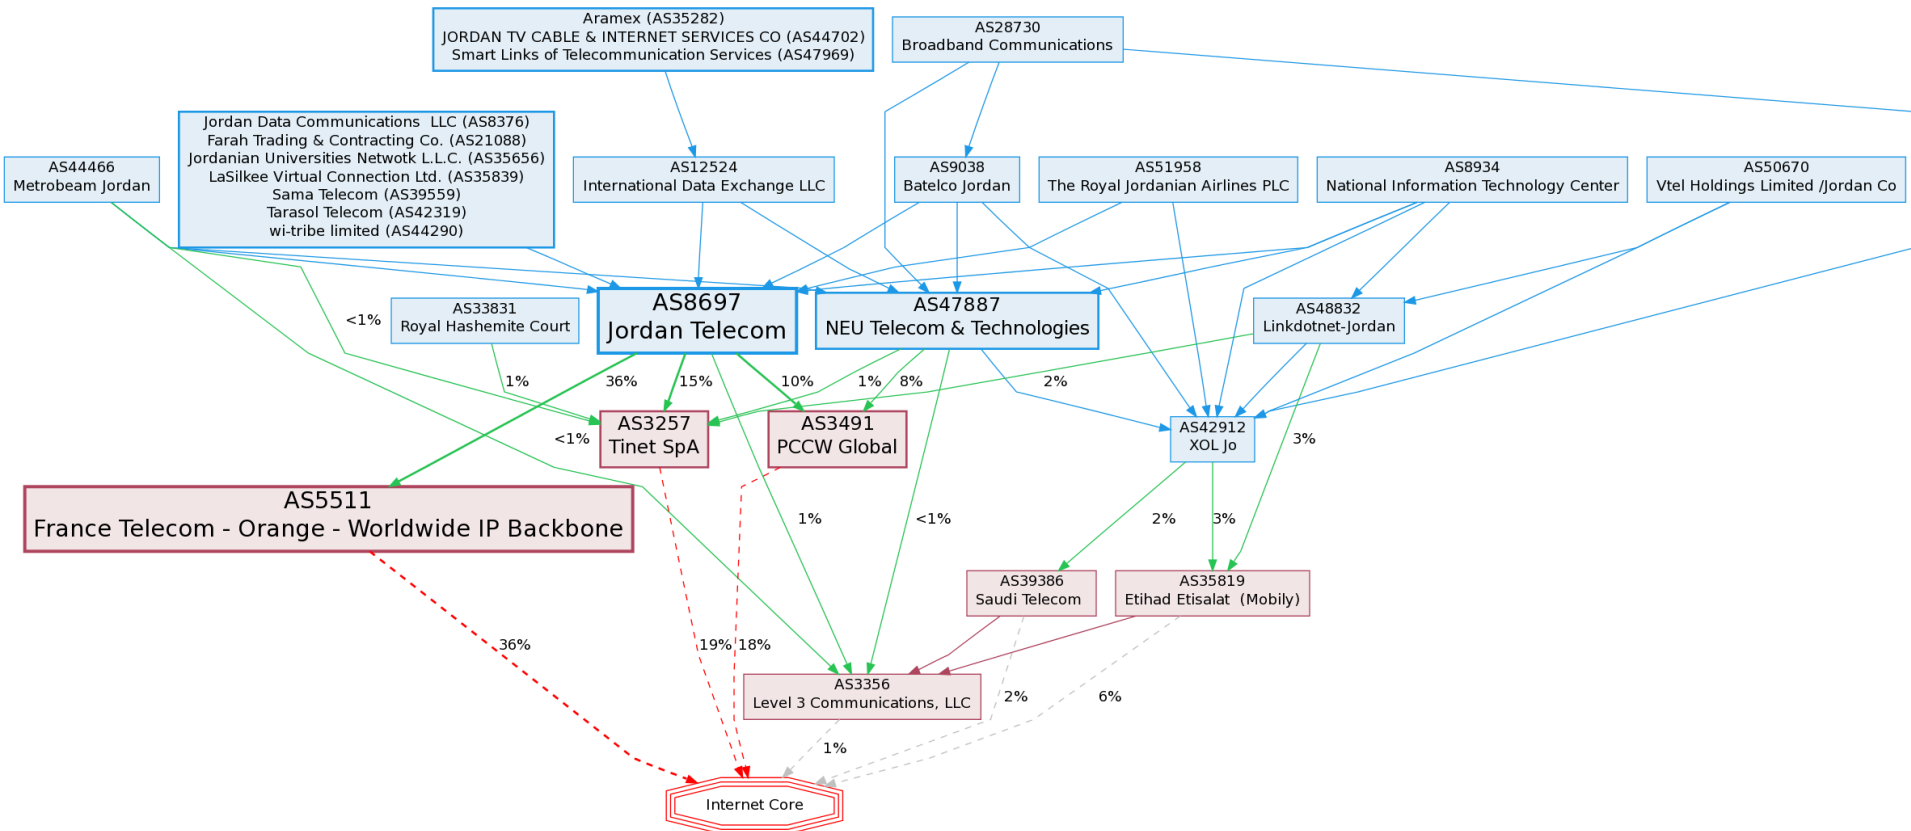 Aramex (AS35282)
JORDAN TV CABLE & INTERNET SERVICES CO (AS44702)
Smart Links of Telecommunication Services (AS47969)
AS28730
Broadband Communications
Jordan Data Communications  LLC (AS8376)
Farah Trading & Contracting Co. (AS21088)
Jordanian Universities Netwotk L.L.C. (AS35656)
LaSilkee Virtual Connection Ltd. (AS35839)
Sama Telecom (AS39559)
Tarasol Telecom (AS42319)
wi-tribe limited (AS44290)
AS44466
Metrobeam Jordan
AS12524
International Data Exchange LLC
AS9038
Batelco Jordan
AS51958
The Royal Jordanian Airlines PLC
AS8934
National Information Technology Center
AS50670
Vtel Holdings Limited /Jordan Co
AS33831
Royal Hashemite Court
AS8697
Jordan Telecom
AS47887
NEU Telecom & Technologies
AS48832
Linkdotnet-Jordan
<1%
1%
36%
15%
10%
1%
8%
2%
AS3257
Tinet SpA
AS3491
PCCW Global
AS42912
XOL Jo
<1%
3%
AS5511
France Telecom - Orange - Worldwide IP Backbone
1%
<1%
2%
3%
AS39386
Saudi Telecom
AS35819
Etihad Etisalat  (Mobily)
36%
19%
18%
AS3356
Level 3 Communications, LLC
2%
6%
1%
Internet Core